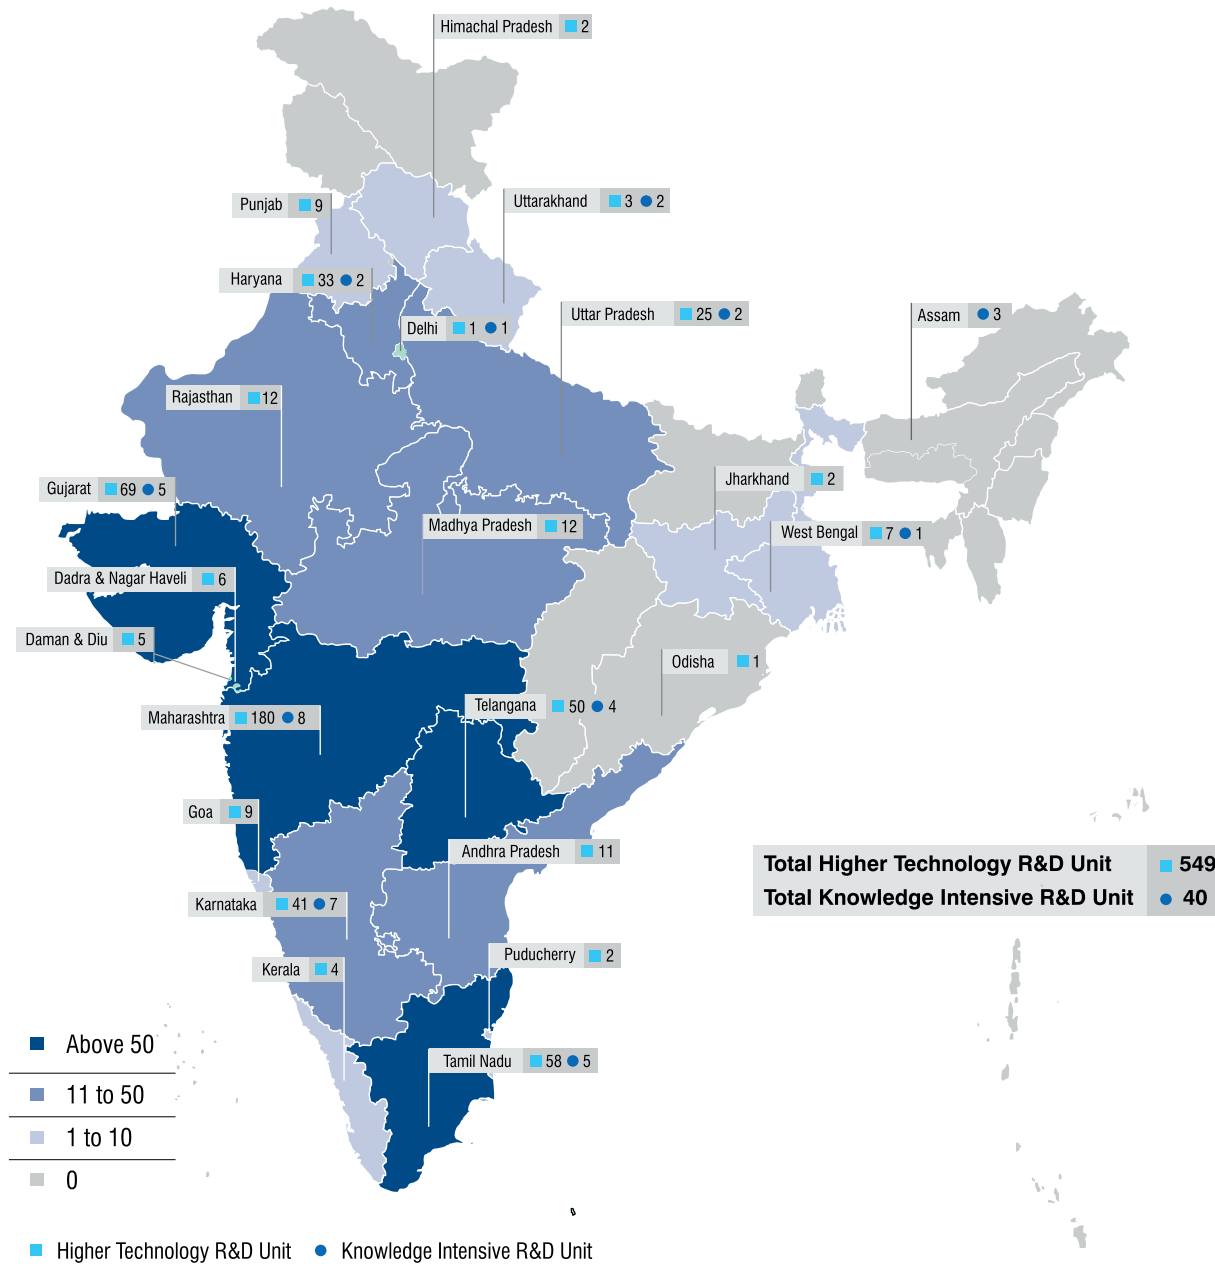 Himachal Pradesh 2
Punjab 9
Uttarakhand 3 2
Haryana 33 2
Uttar Pradesh 25 2
Assam 3
Delhi 1 1
Rajasthan 12
Jharkhand 2
Gujarat 69 5
Madhya Pradesh 12
West Bengal 7 1
Dadra & Nagar Haveli 6
Daman & Diu 5
Odisha 1
Maharashtra 180 8
Telangana 50 4
Goa 9
Andhra Pradesh 11
Total Higher Technology R&D Unit 549
Total Knowledge Intensive R&D Unit 40
Karnataka 41 7
Puducherry 2
Kerala 4
Tamil Nadu 58 5
Above 50
11 to 50
1 to 10
0
Higher Technology R&D Unit Knowledge Intensive R&D Unit